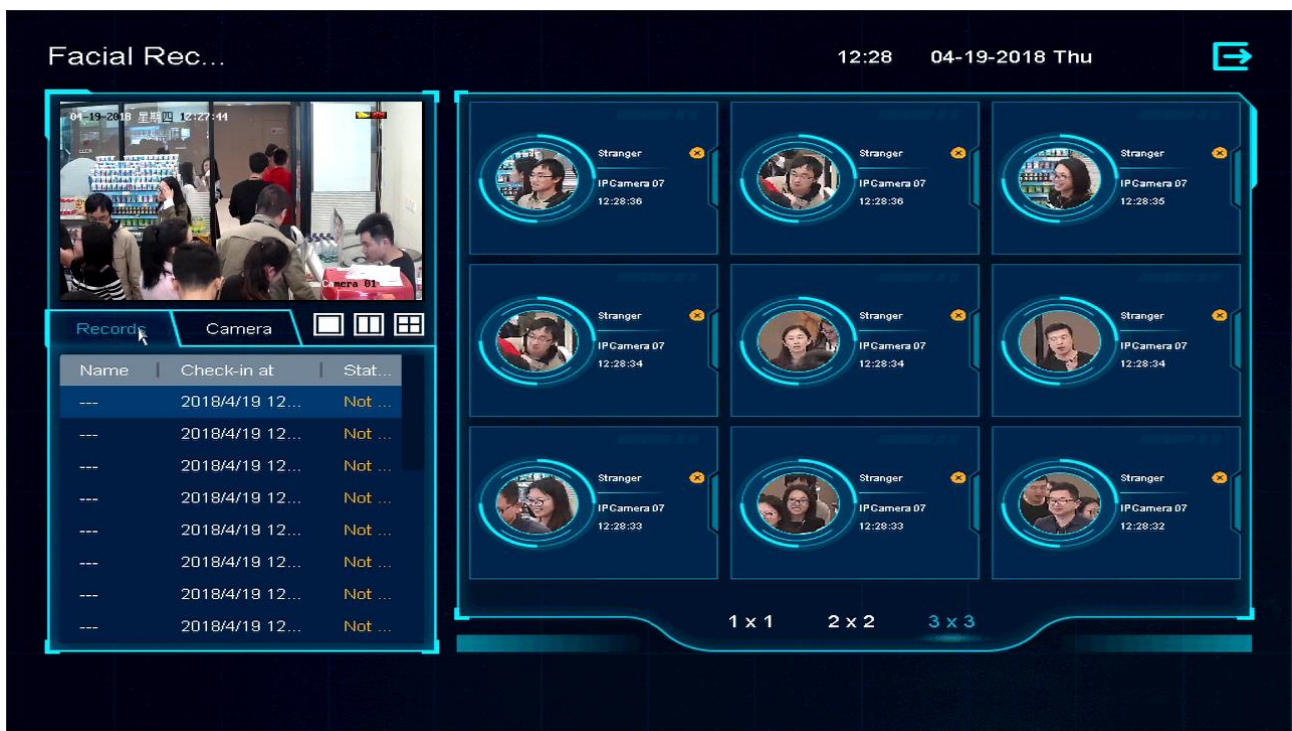 Facial Rec...
12:28 04-19-2018 Thu
04-19-2018 星期四 12:27:44
Camera 01
Records Camera
Name Check-in at Stat...
--- 2018/4/19 12... Not ...
--- 2018/4/19 12... Not ...
--- 2018/4/19 12... Not ...
--- 2018/4/19 12... Not ...
--- 2018/4/19 12... Not ...
--- 2018/4/19 12... Not ...
--- 2018/4/19 12... Not ...
--- 2018/4/19 12... Not ...
Stranger
IPCamera 07
12:28:36
Stranger
IPCamera 07
12:28:36
Stranger
IPCamera 07
12:28:35
Stranger
IPCamera 07
12:28:34
Stranger
IPCamera 07
12:28:34
Stranger
IPCamera 07
12:28:34
Stranger
IPCamera 07
12:28:33
Stranger
IPCamera 07
12:28:33
Stranger
IPCamera 07
12:28:32
1 x 1 2 x 2 3 x 3